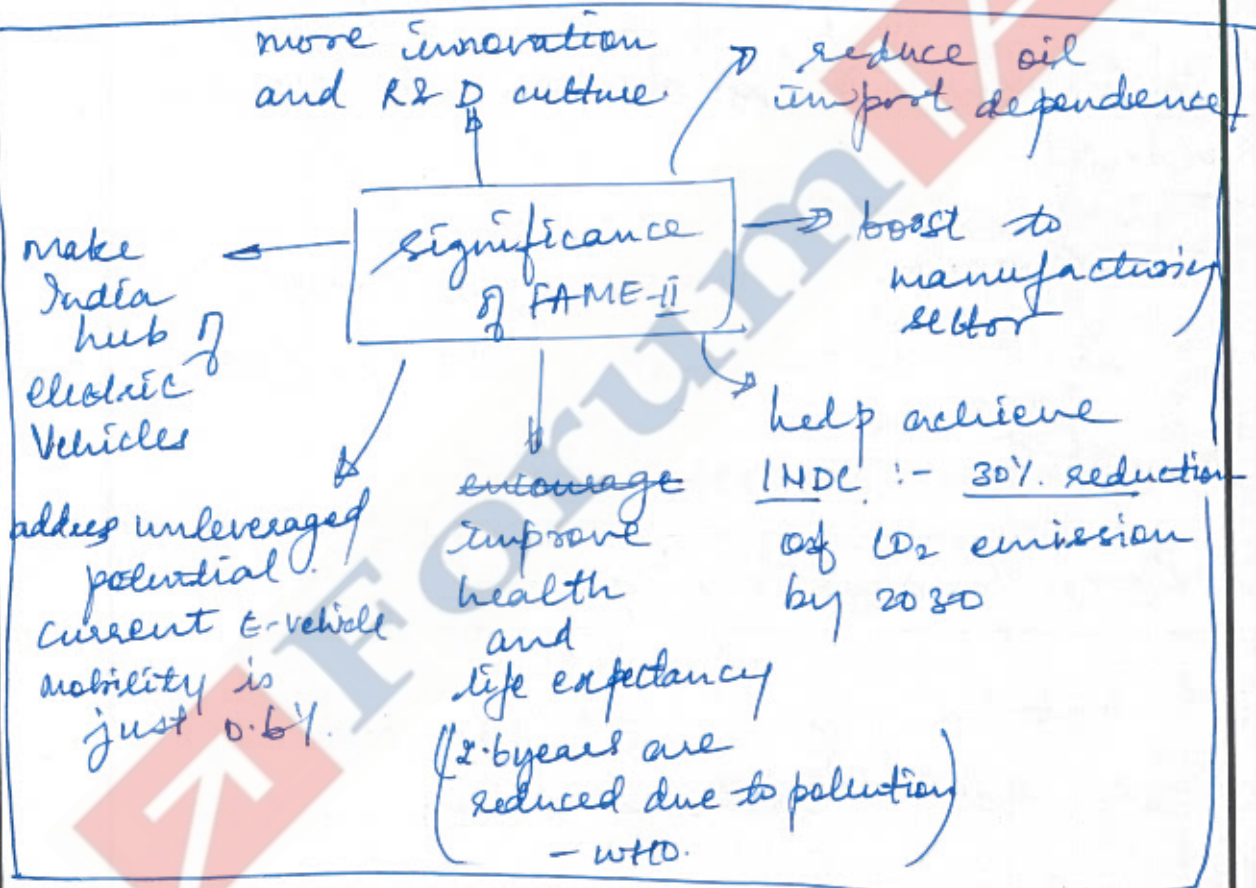 more innovation
and R & D culture.
reduce oil
import dependence
significance
of FAME-II
boost to
manufacturing
sector
make
India
hub of
electric
Vehicles
help achieve
INDC :- 30% reduction
of CO2 emission
by 2030
address unleveraged
potential.
current E-vehicle
mobility is
just 0.6%.
encourage
improve
health
and
life expectancy
(2.6 years are
reduced due to pollution)
- WHO.
ForumIA